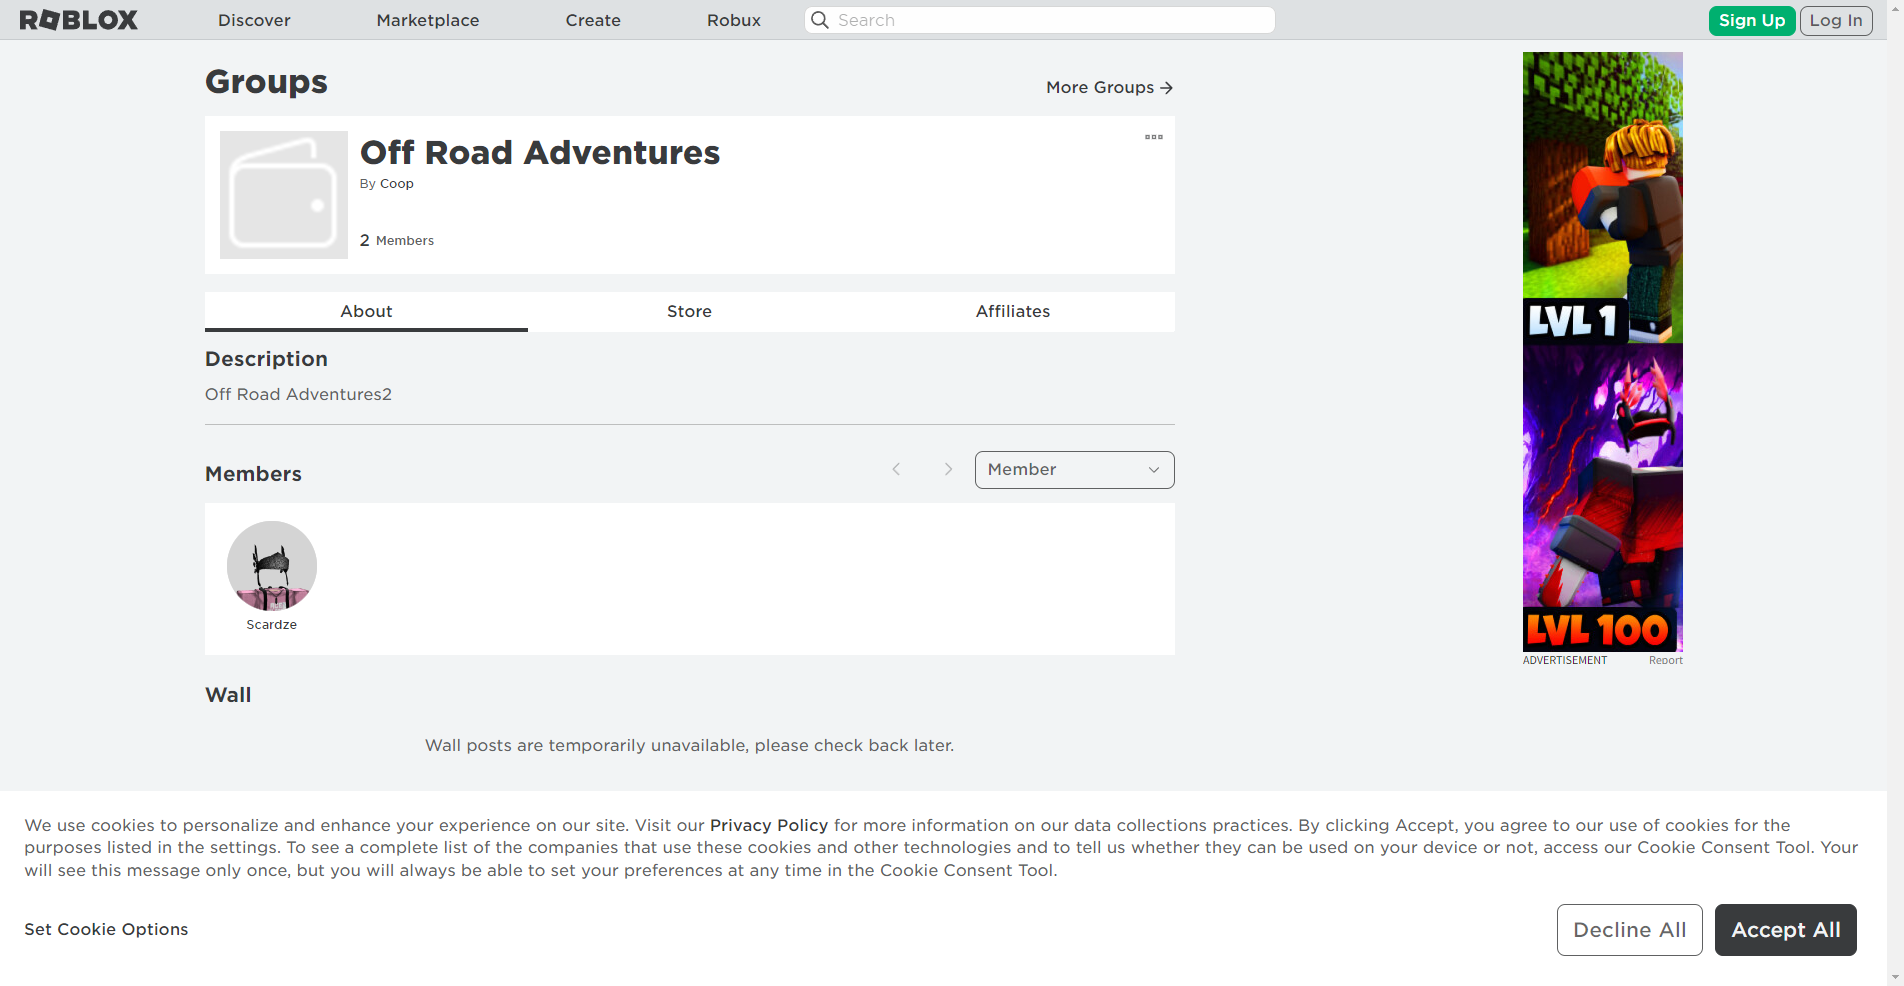 ROBLOX Discover Marketplace Create Robux Search Sign Up Log In
Groups
More Groups
Off Road Adventures
By Coop
2 Members
About Store Affiliates
Description
Off Road Adventures2
Members
Member
Scardze
Wall
Wall posts are temporarily unavailable, please check back later.
LVL 1
LVL 100
ADVERTISEMENT Report
We use cookies to personalize and enhance your experience on our site. Visit our Privacy Policy for more information on our data collections practices. By clicking Accept, you agree to our use of cookies for the
purposes listed in the settings. To see a complete list of the companies that use these cookies and other technologies and to tell us whether they can be used on your device or not, access our Cookie Consent Tool. Your
will see this message only once, but you will always be able to set your preferences at any time in the Cookie Consent Tool.
Set Cookie Options
Decline All
Accept All